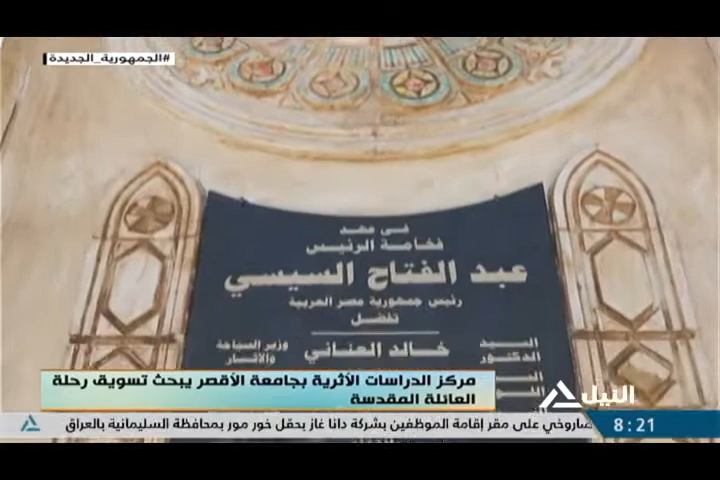 #الجمهورية_الجديدة
فى عهد
فخامة الرئيس
عبد الفتاح السيسي
رئيس جمهورية مصر العربية
تفضل
السيد الدكتور خالد العناني وزير السياحة والآثار
مركز الدراسات الأثرية بجامعة الأقصر يبحث تسويق رحلة
العائلة المقدسة
النيل
صاروخي على مقر إقامة الموظفين بشركة دانا غاز بحقل خور مور بمحافظة السليمانية بالعراق
8:21